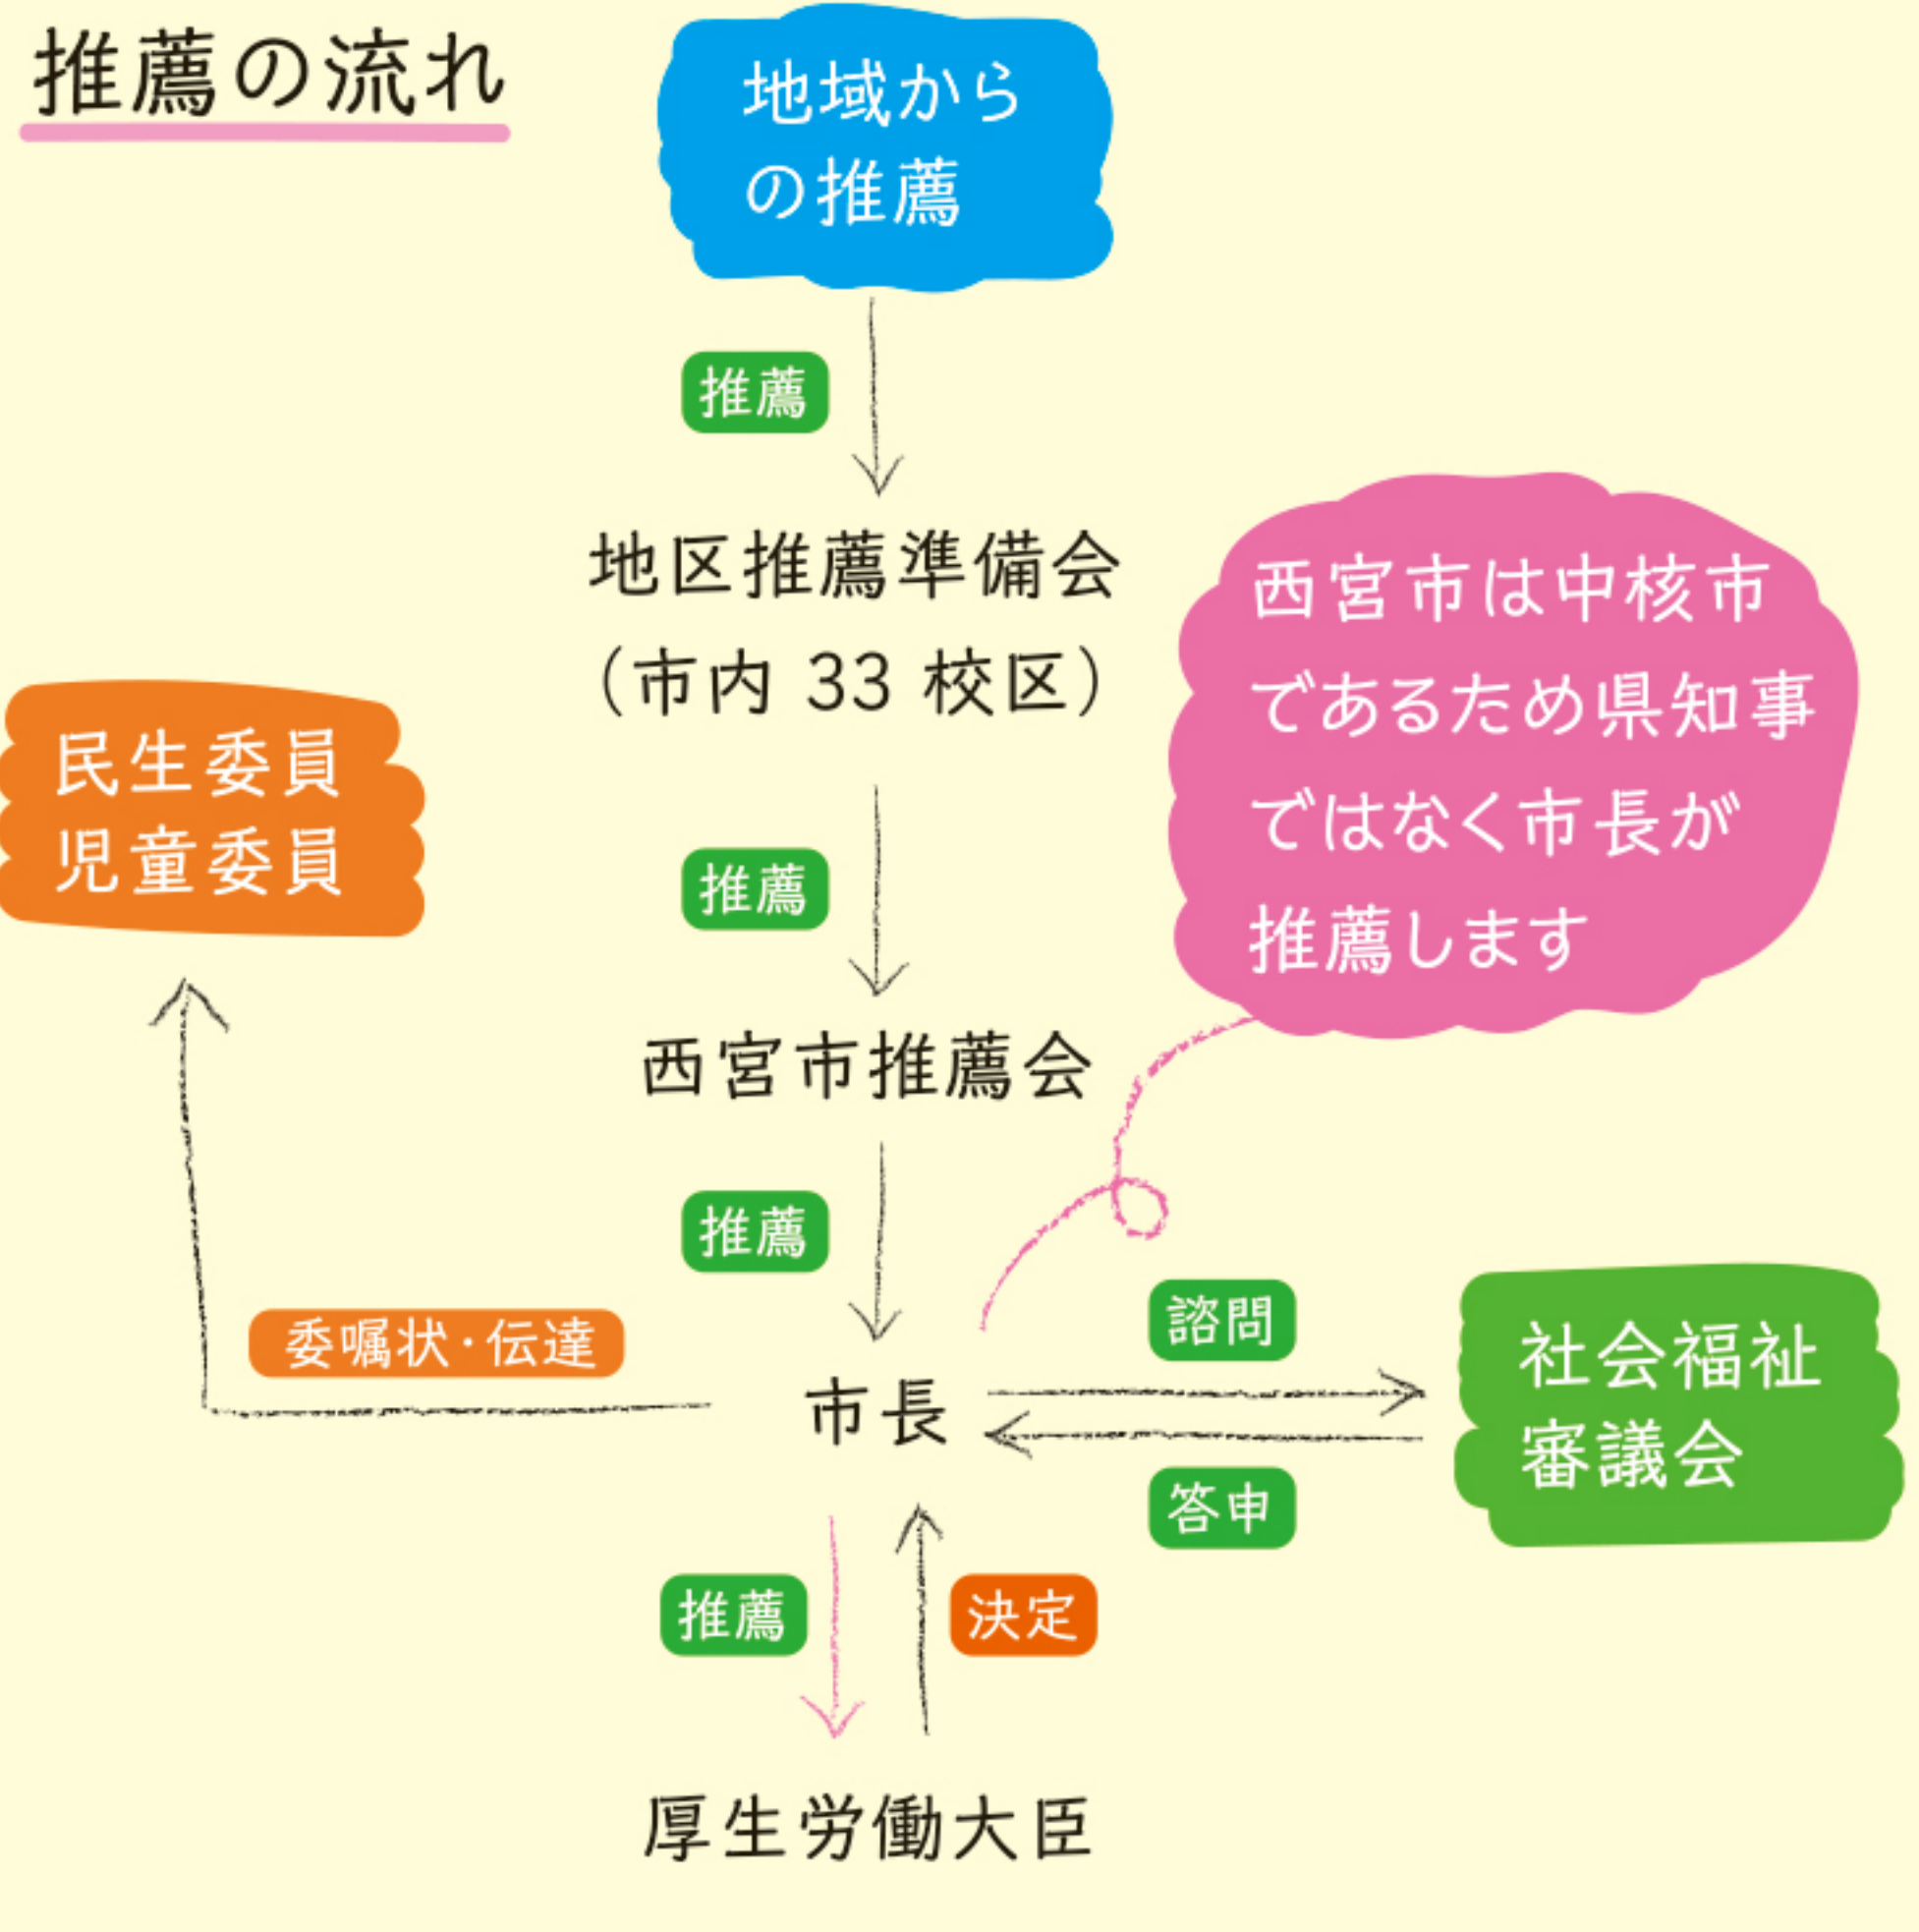 推薦の流れ
地域から
の推薦
推薦
地区推薦準備会
（市内 33 校区）
西宮市は中核市
であるため県知事
ではなく市長が
推薦します
民生委員
児童委員
推薦
西宮市推薦会
推薦
委嘱状・伝達
市長
諮問
答申
社会福祉
審議会
推薦
決定
厚生労働大臣